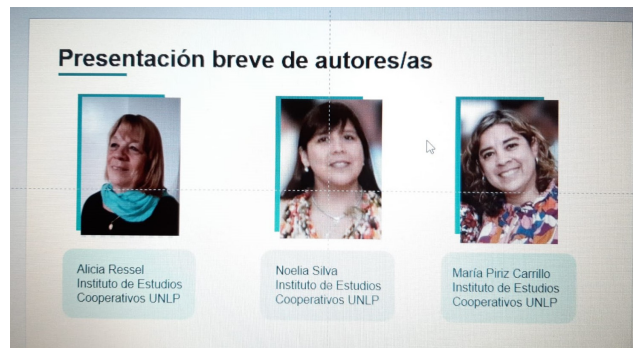 Presentación breve de autores/as
Alicia Ressel
Instituto de Estudios
Cooperativos UNLP
Noelia Silva
Instituto de Estudios
Cooperativos UNLP
María Piriz Carrillo
Instituto de Estudios
Cooperativos UNLP